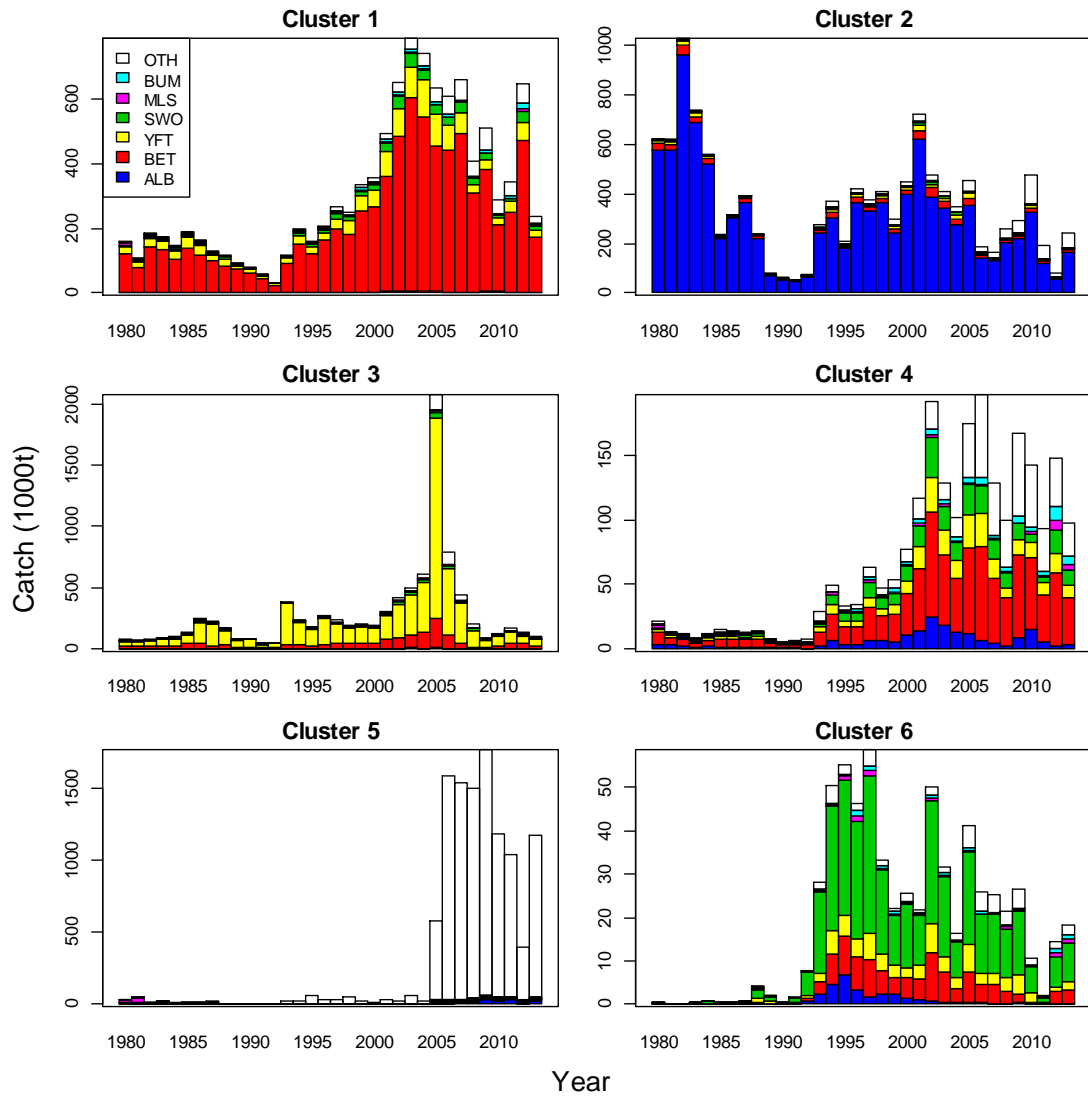 Cluster 1
OTH
BUM
MLS
SWO
YFT
BET
ALB
0 200 400 600
1980 1985 1990 1995 2000 2005 2010
Cluster 2
0 200 400 600 800 1000
1980 1985 1990 1995 2000 2005 2010
Cluster 3
0 500 1000 1500 2000
1980 1985 1990 1995 2000 2005 2010
Cluster 4
0 50 100 150
1980 1985 1990 1995 2000 2005 2010
Catch (1000t)
Cluster 5
0 500 1000 1500
1980 1985 1990 1995 2000 2005 2010
Cluster 6
0 10 20 30 40 50
1980 1985 1990 1995 2000 2005 2010
Year